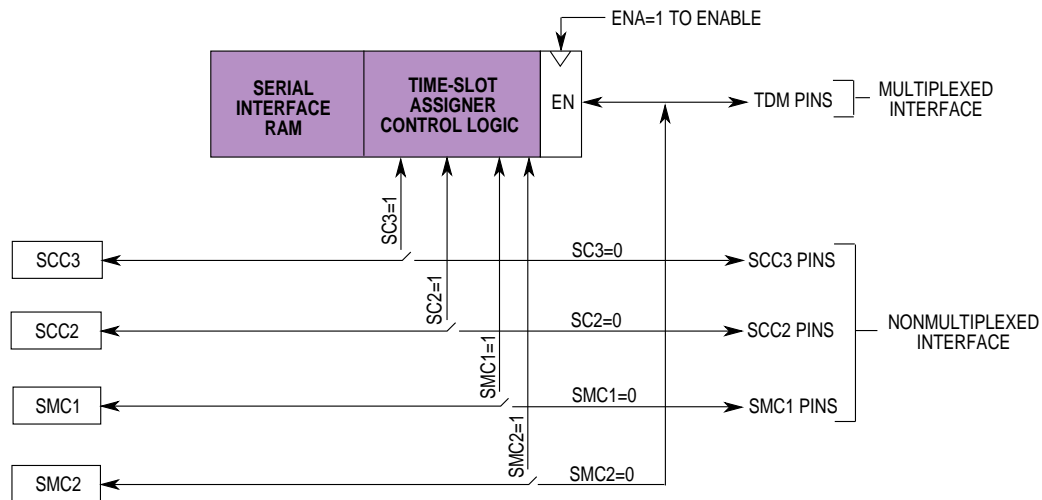 ENA=1 TO ENABLE
SERIAL
INTERFACE
RAM
TIME-SLOT
ASSIGNER
CONTROL LOGIC
EN
TDM PINS
MULTIPLEXED
INTERFACE
SC3=1
SCC3
SC3=0
SCC3 PINS
SC2=1
SCC2
SC2=0
SCC2 PINS
NONMULTIPLEXED
INTERFACE
SMC1=1
SMC1
SMC1=0
SMC1 PINS
SMC2=1
SMC2
SMC2=0